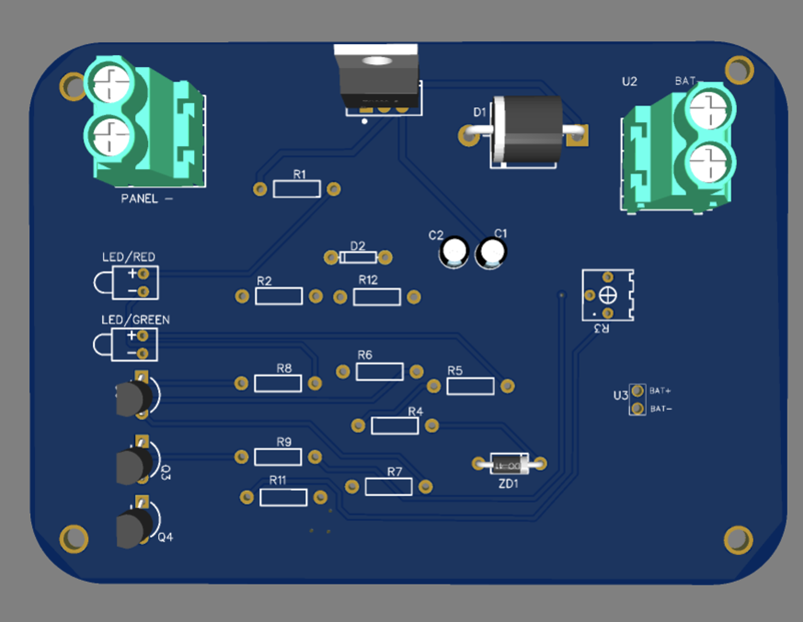 U2
BAT
D1
R1
PANEL -
C2
C1
D2
LED/RED
+
-
R2
R12
R3
LED/GREEN
+
-
R6
R8
R5
U3
BAT+
BAT-
R4
R9
Q3
R7
R11
ZD1
Q4